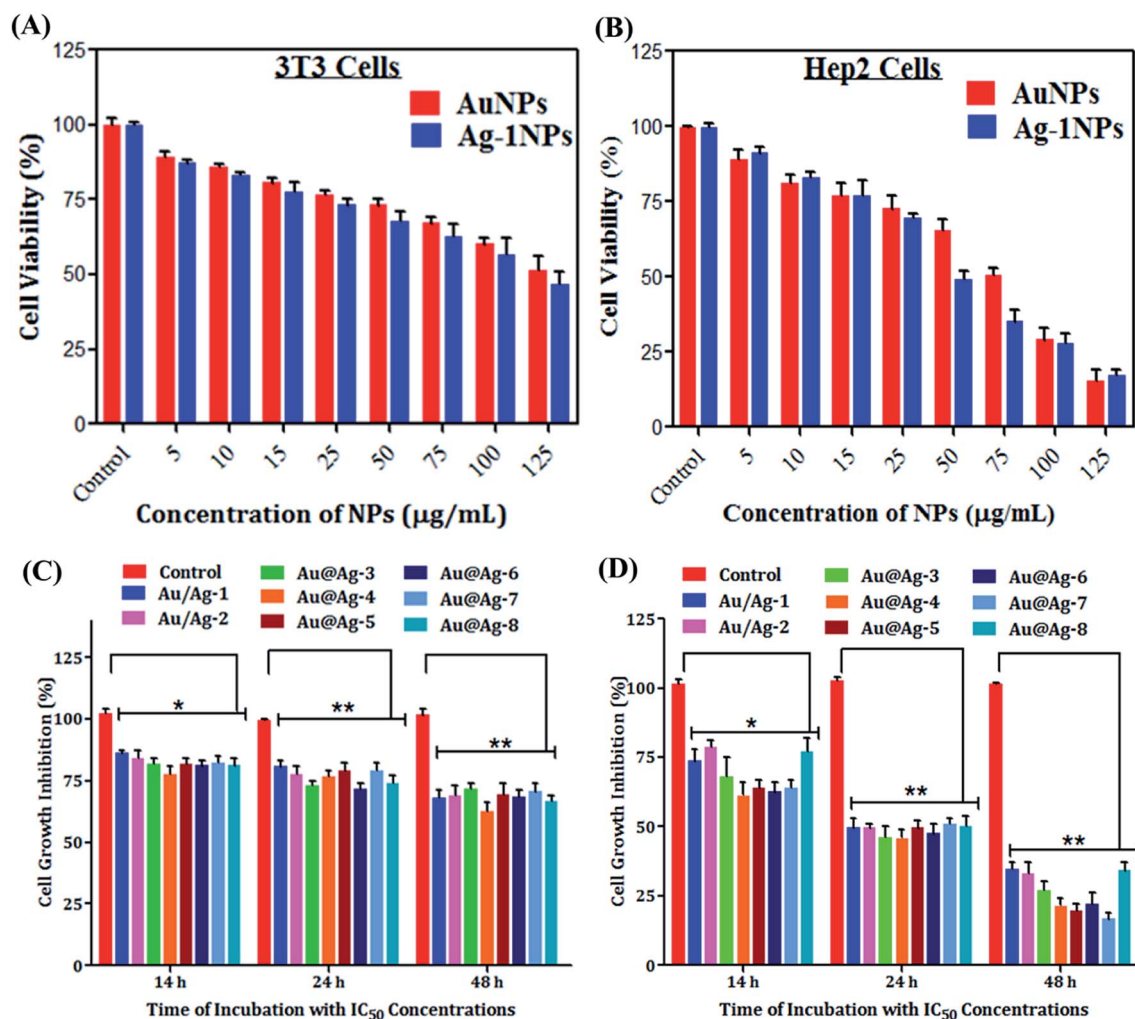 (A)
3T3 Cells
AuNPs
Ag-1NPs
Cell Viability (%)
125
100
75
50
25
0
Control 5 10 15 25 50 75 100 125
Concentration of NPs (µg/mL)
(B)
Hep2 Cells
AuNPs
Ag-1NPs
Cell Viability (%)
125
100
75
50
25
0
Control 5 10 15 25 50 75 100 125
Concentration of NPs (µg/mL)
(C)
Control Au@Ag-3 Au@Ag-6
Au/Ag-1 Au@Ag-4 Au@Ag-7
Au/Ag-2 Au@Ag-5 Au@Ag-8
Cell Growth Inhibition (%)
125
100
75
50
25
0
* ** **
14 h 24 h 48 h
Time of Incubation with IC50 Concentrations
(D)
Control Au@Ag-3 Au@Ag-6
Au/Ag-1 Au@Ag-4 Au@Ag-7
Au/Ag-2 Au@Ag-5 Au@Ag-8
Cell Growth Inhibition (%)
125
100
75
50
25
0
* ** **
14 h 24 h 48 h
Time of Incubation with IC50 Concentrations